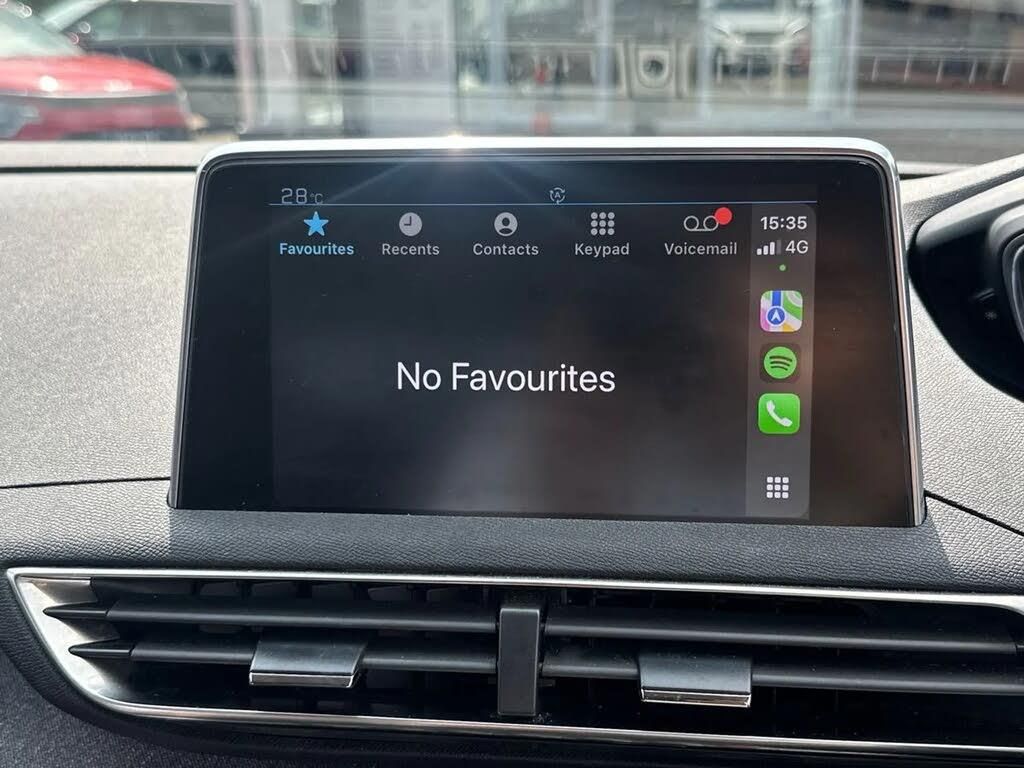 28°C
Favourites Recents Contacts Keypad Voicemail
15:35
4G
No Favourites